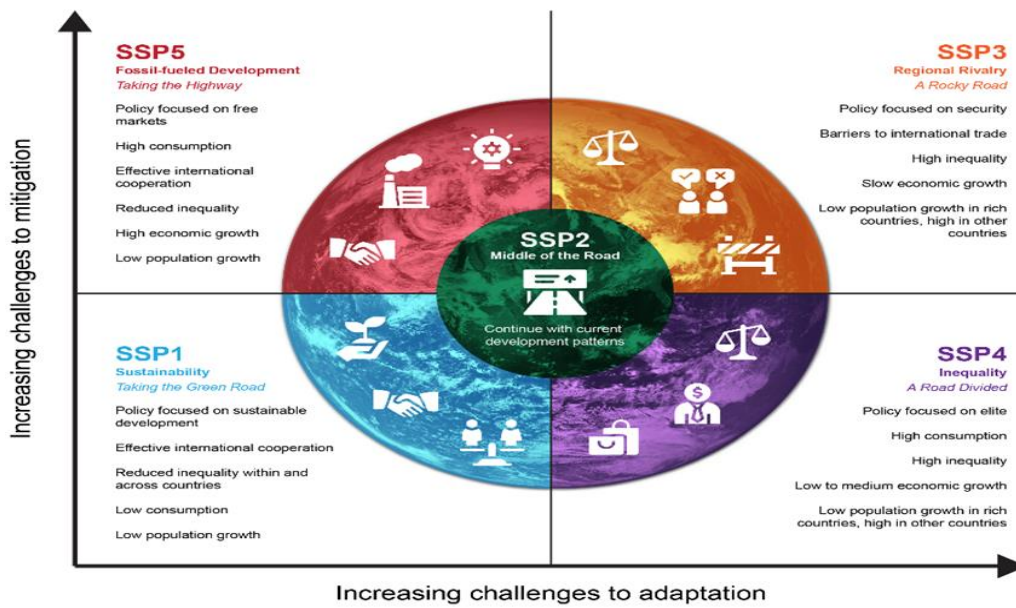 Increasing challenges to mitigation
SSP5
Fossil-fueled Development
Taking the Highway
Policy focused on free
markets
High consumption
Effective international
cooperation
Reduced inequality
High economic growth
Low population growth
SSP3
Regional Rivalry
A Rocky Road
Policy focused on security
Barriers to international trade
High inequality
Slow economic growth
Low population growth in rich
countries, high in other
countries
SSP2
Middle of the Road
Continue with current
development patterns
SSP1
Sustainability
Taking the Green Road
Policy focused on sustainable
development
Effective international cooperation
Reduced inequality within and
across countries
Low consumption
Low population growth
SSP4
Inequality
A Road Divided
Policy focused on elite
High consumption
High inequality
Low to medium economic growth
Low population growth in rich
countries, high in other countries
Increasing challenges to adaptation